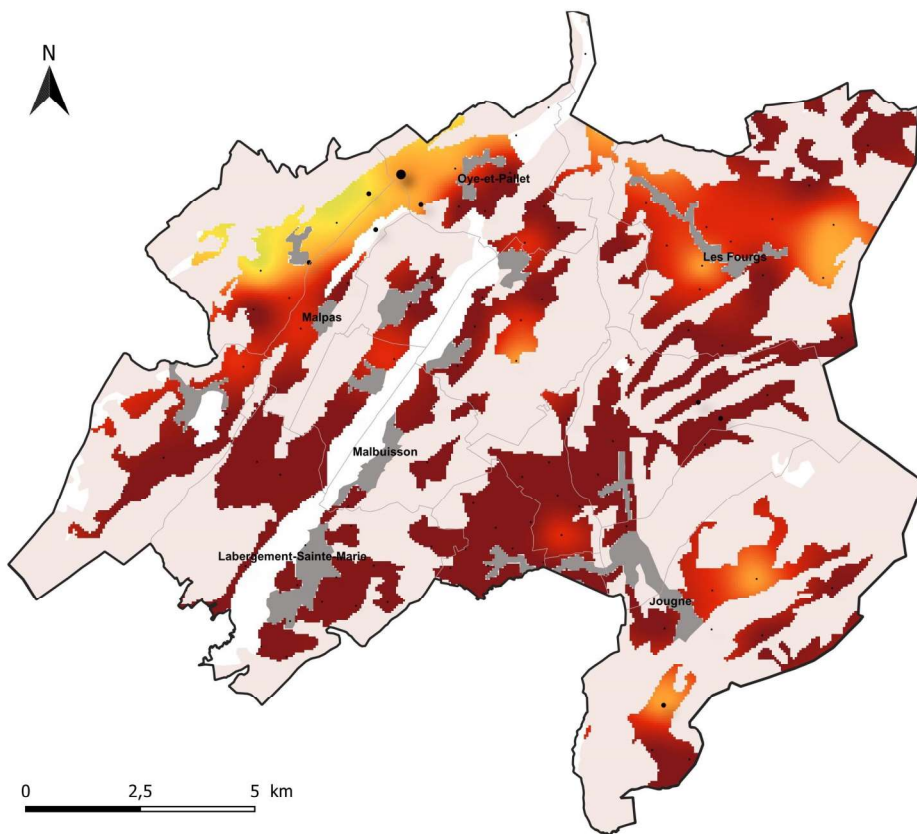 N
Oye-et-Pallet
Les Fourgs
Malpas
Malbuisson
Labergement-Sainte-Marie
Jougne
0 2,5 5 km